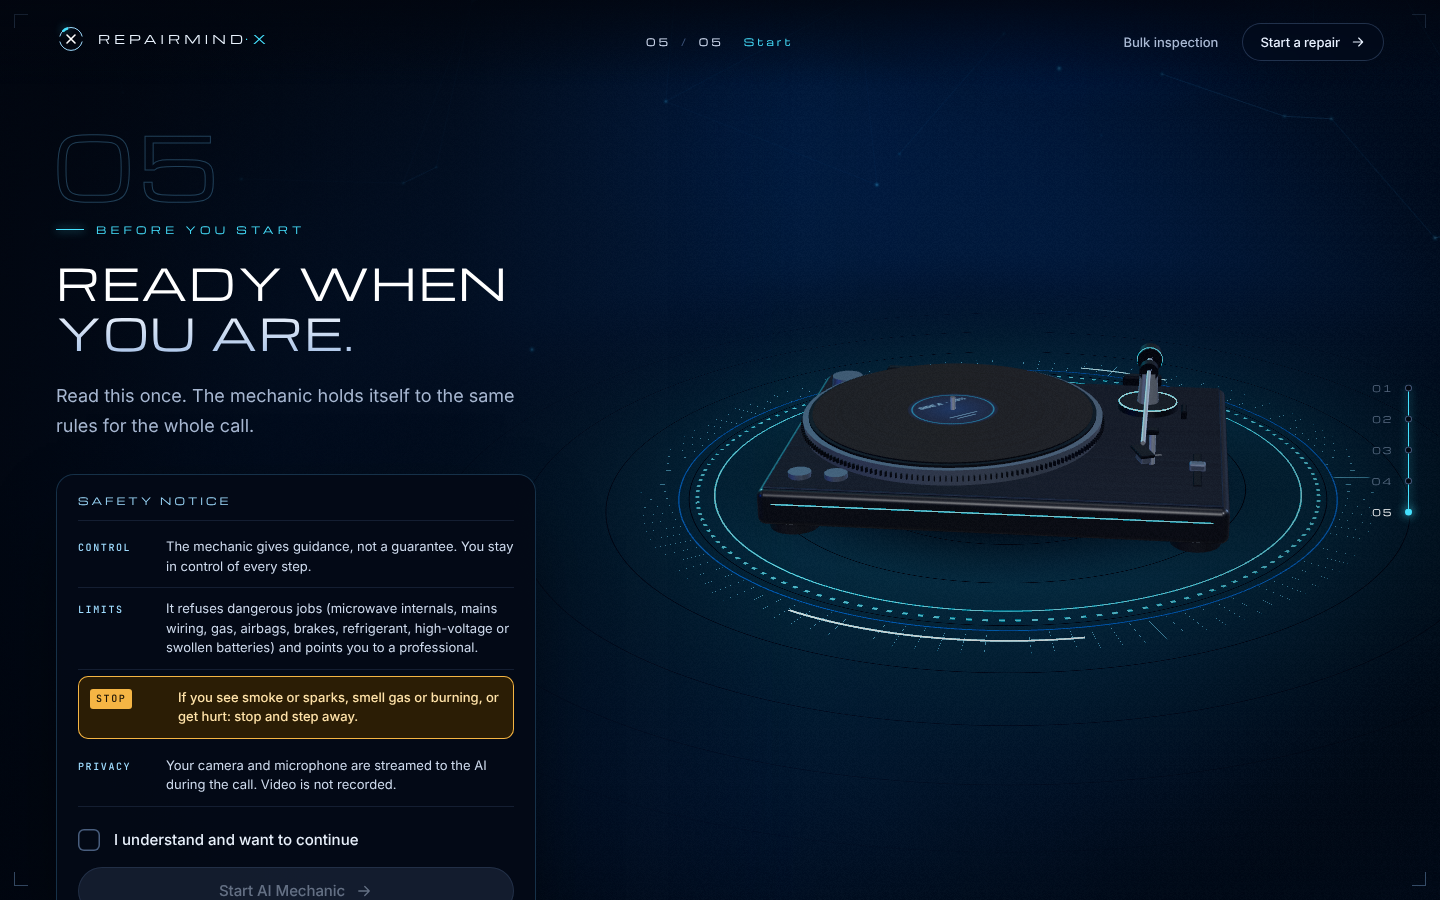 REPAIRMIND·X
05 / 05 Start
Bulk inspection
Start a repair →
05
BEFORE YOU START
READY WHEN
YOU ARE.
Read this once. The mechanic holds itself to the same
rules for the whole call.
SAFETY NOTICE
CONTROL
The mechanic gives guidance, not a guarantee. You stay
in control of every step.
LIMITS
It refuses dangerous jobs (microwave internals, mains
wiring, gas, airbags, brakes, refrigerant, high-voltage or
swollen batteries) and points you to a professional.
STOP
If you see smoke or sparks, smell gas or burning, or
get hurt: stop and step away.
PRIVACY
Your camera and microphone are streamed to the AI
during the call. Video is not recorded.
I understand and want to continue
Start AI Mechanic →
01
02
03
04
05